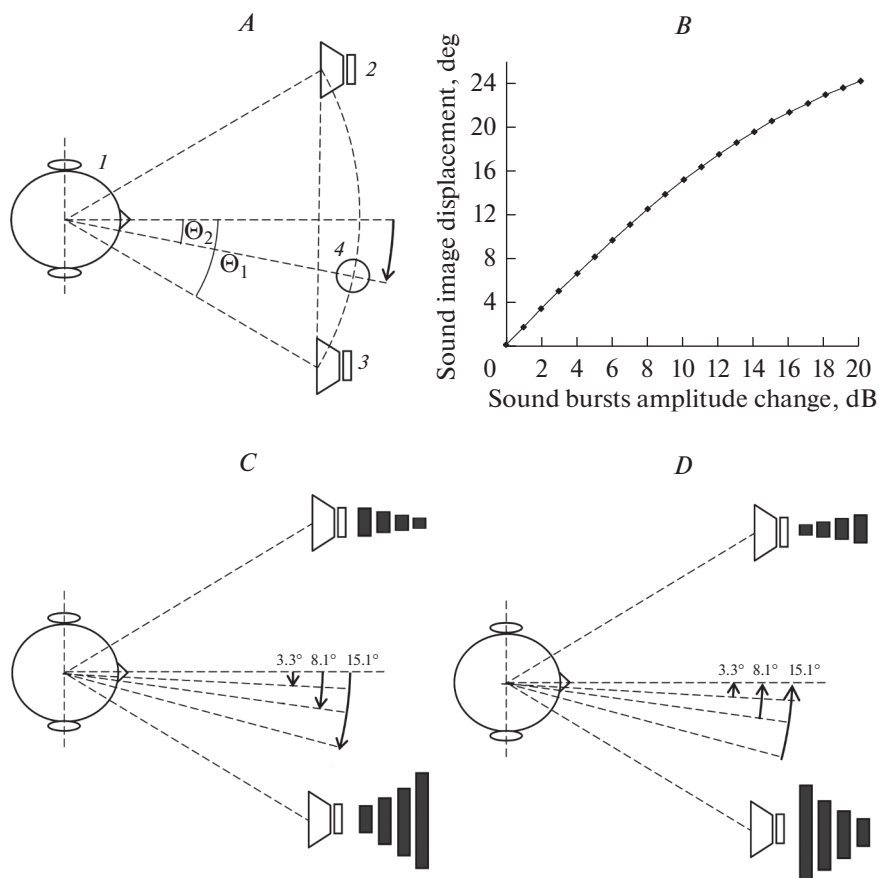 A
1
2
3
4
Θ2
Θ1
B
Sound image displacement, deg
24
20
16
12
8
4
0 2 4 6 8 10 12 14 16 18 20
Sound bursts amplitude change, dB
C
3.3° 8.1° 15.1°
D
3.3° 8.1° 15.1°